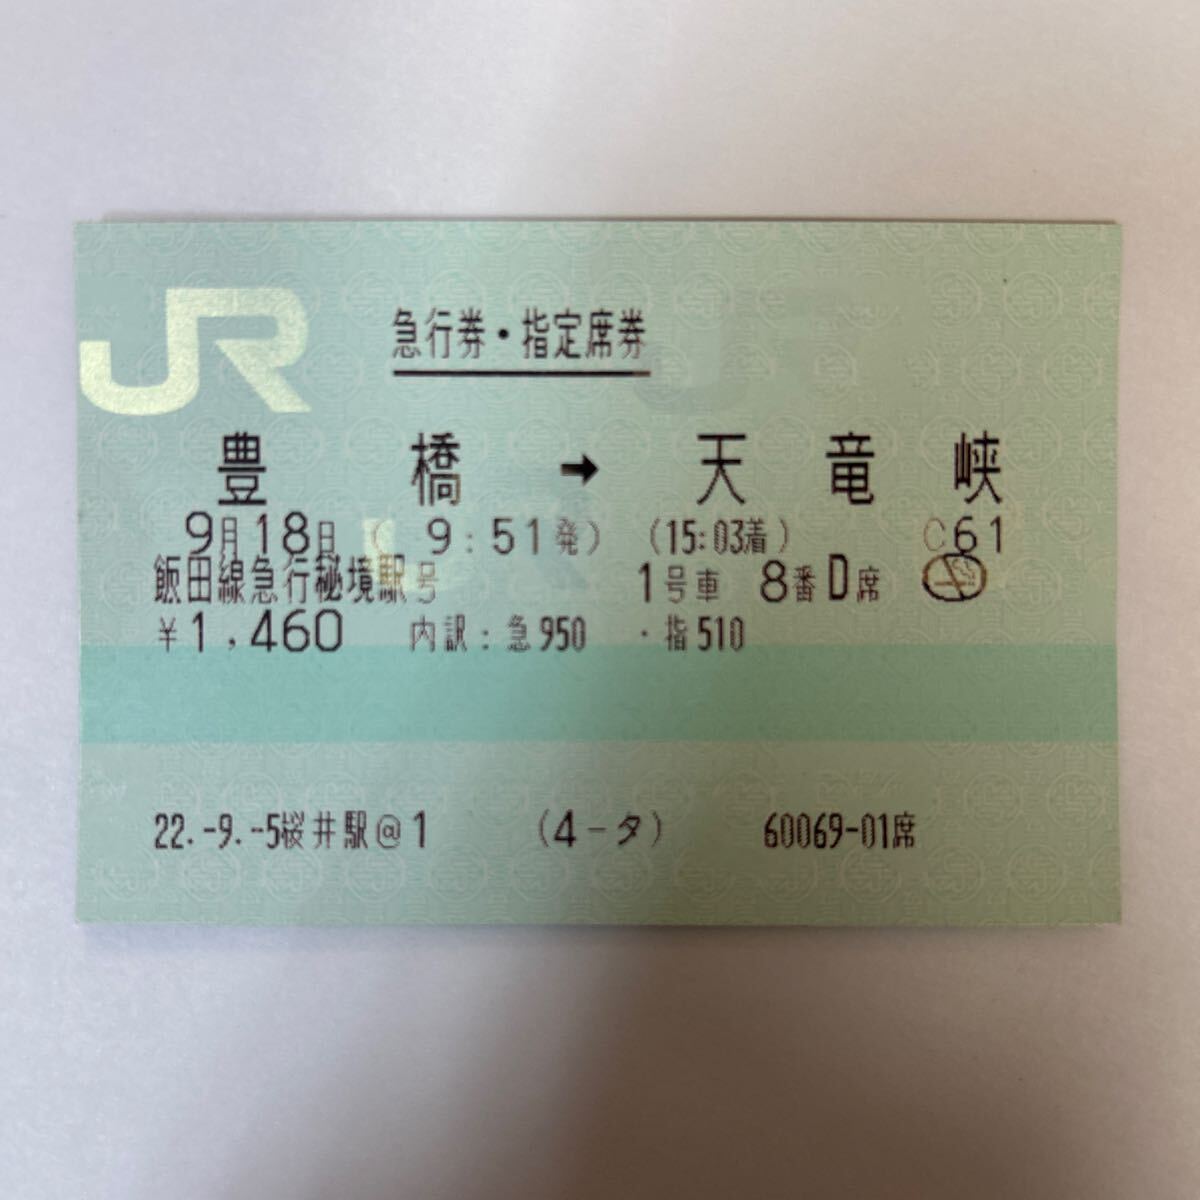 JR
急行券・指定席券
豊橋 → 天竜峡
9月18日 ( 9:51発) (15:03着) C61
飯田線急行秘境駅号 1号車 8番D席
¥1,460 内訳:急950 ・指510
22.-9.-5桜井駅@1 (4-タ) 60069-01席